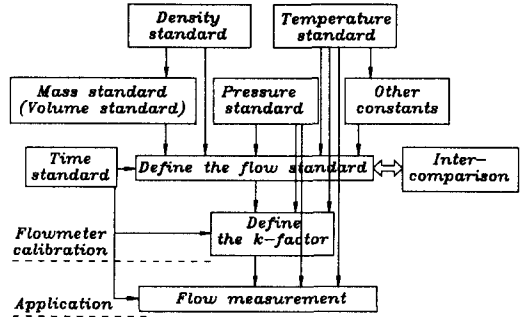 Density
standard
Temperature
standard
Mass standard
(Volume standard)
Pressure
standard
Other
constants
Time
standard
Define the flow standard
Inter-
comparison
Define
the k-factor
Flowmeter
calibration
Flow measurement
Application